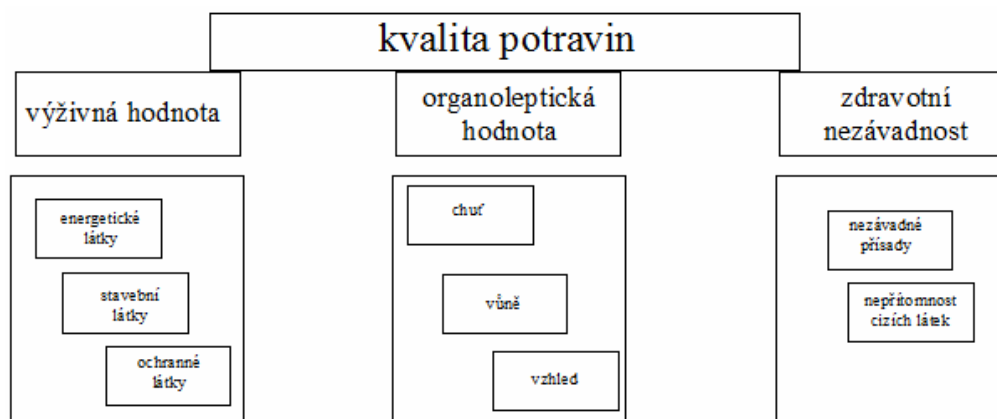 kvalita potravin
výživná hodnota
organoleptická
hodnota
zdravotní
nezávadnost
energetické
látky
stavební
látky
ochranné
látky
chuť
vůně
vzhled
nezávadné
přísady
nepřítomnost
cizích látek